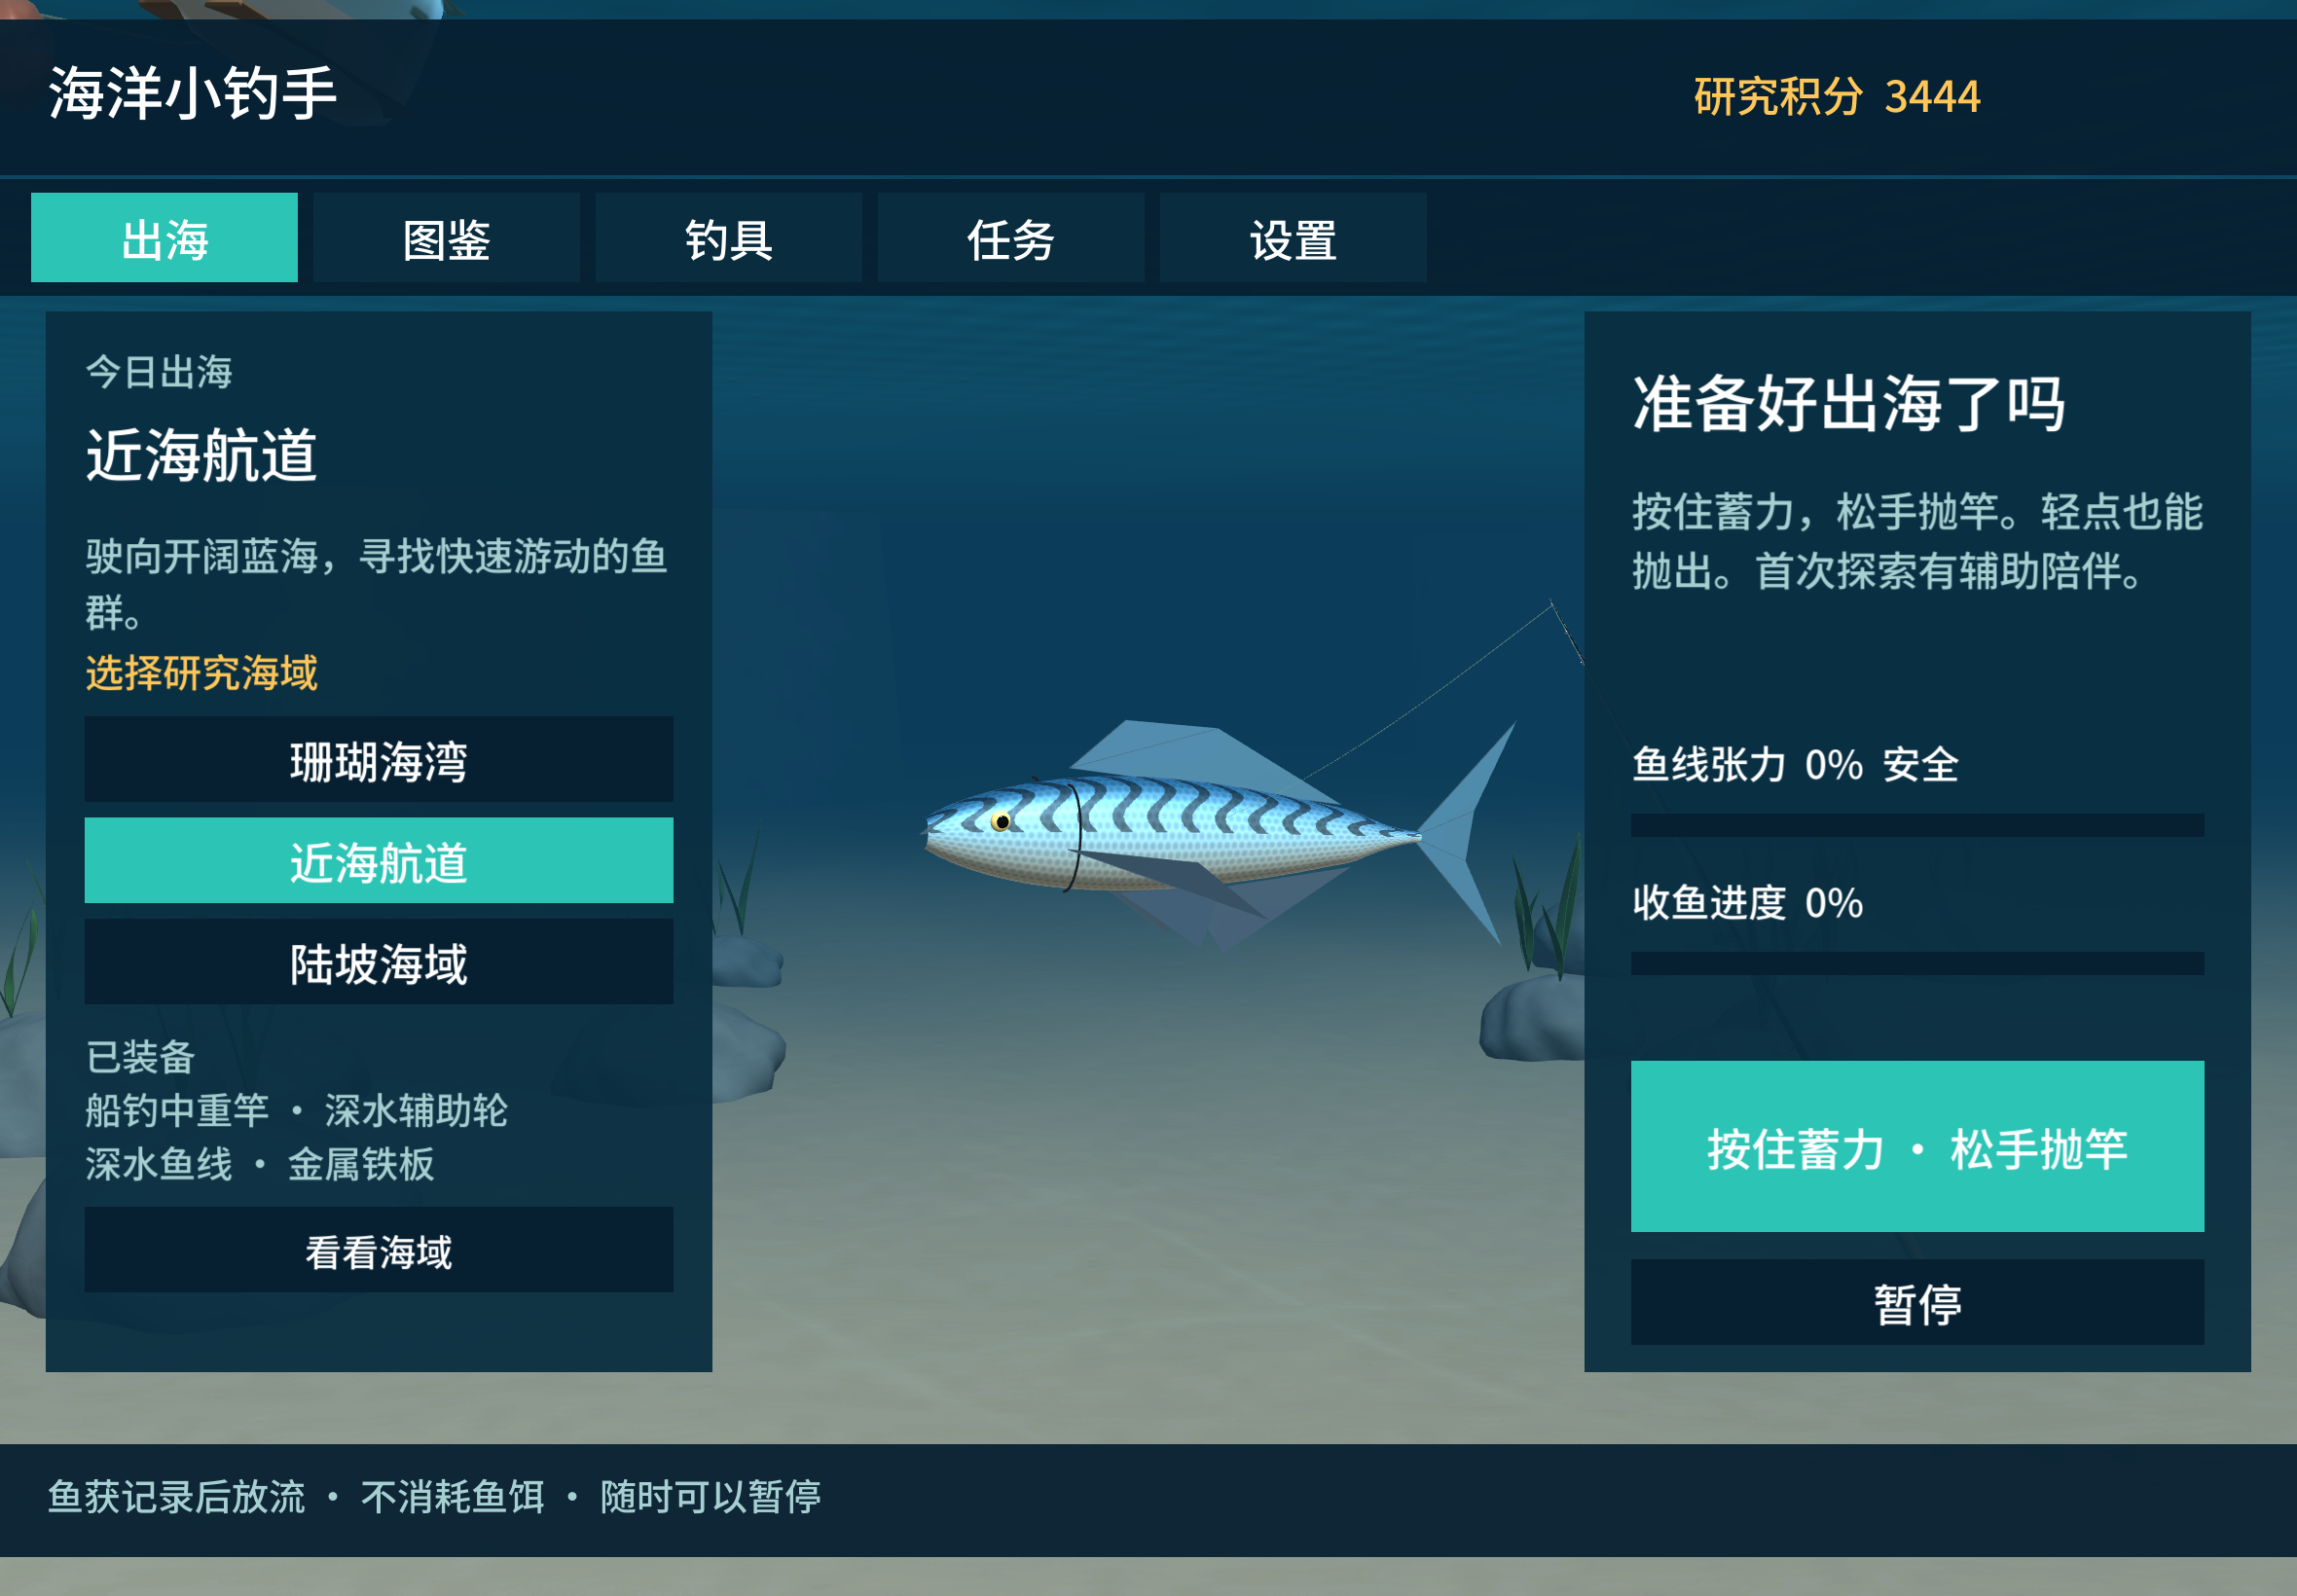 海洋小钓手
研究积分 3444
出海
图鉴
钓具
任务
设置
今日出海
近海航道
驶向开阔蓝海，寻找快速游动的鱼
群。
选择研究海域
珊瑚海湾
近海航道
陆坡海域
已装备
船钓中重竿 · 深水辅助轮
深水鱼线 · 金属铁板
看看海域
准备好出海了吗
按住蓄力，松手抛竿。轻点也能
抛出。首次探索有辅助陪伴。
鱼线张力 0% 安全
收鱼进度 0%
按住蓄力 · 松手抛竿
暂停
鱼获记录后放流 · 不消耗鱼饵 · 随时可以暂停